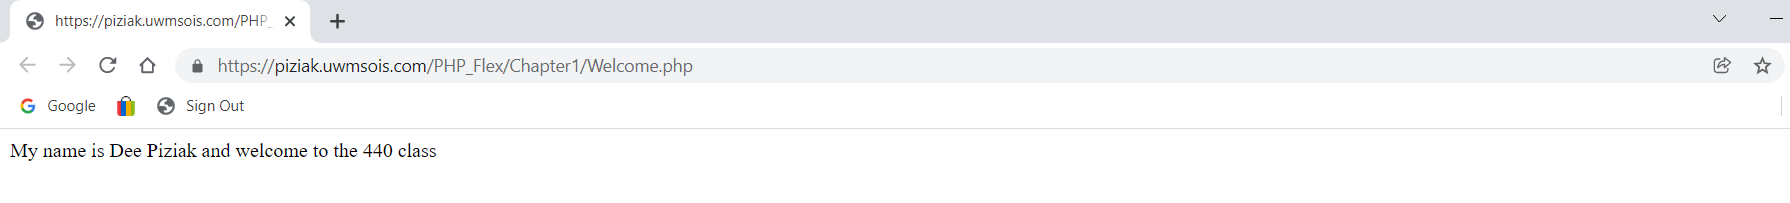 https://piziak.uwmsois.com/PHP_
https://piziak.uwmsois.com/PHP_Flex/Chapter1/Welcome.php
Google Sign Out
My name is Dee Piziak and welcome to the 440 class